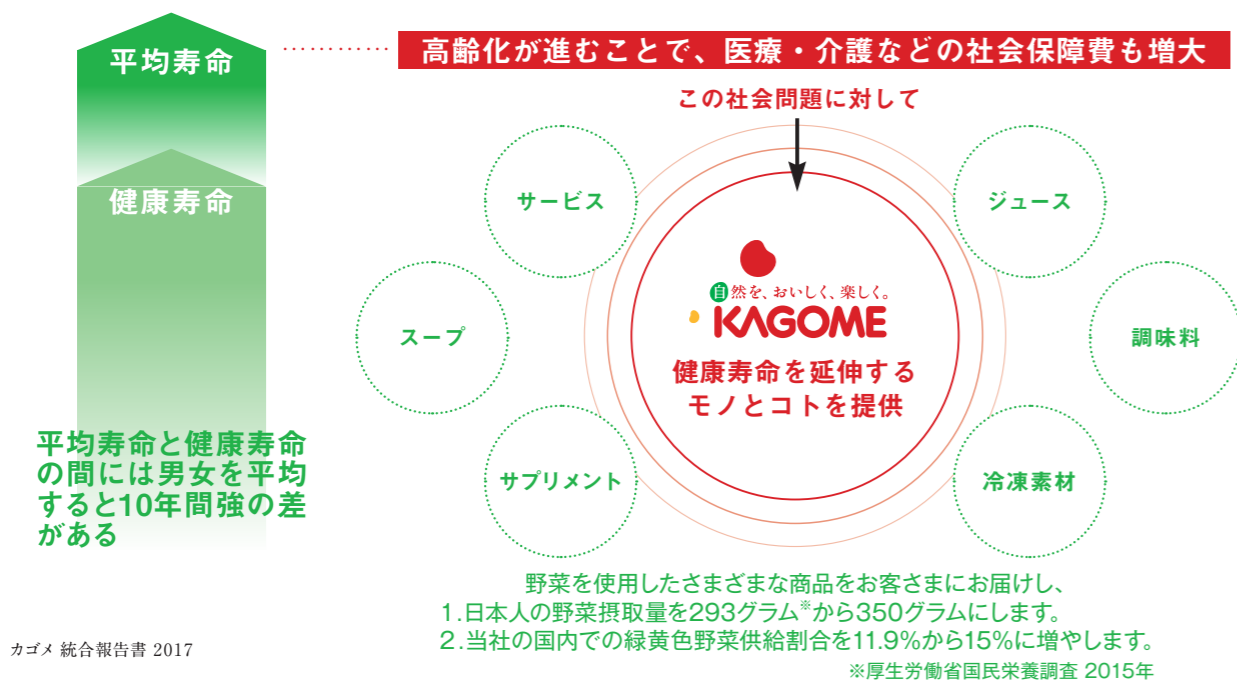 平均寿命
高齢化が進むことで、医療・介護などの社会保障費も増大
この社会問題に対して
健康寿命
サービス
ジュース
自然を、おいしく、楽しく。
KAGOME
スープ
調味料
健康寿命を延伸する
モノとコトを提供
平均寿命と健康寿命
の間には男女を平均
すると10年間強の差
がある
サプリメント
冷凍素材
野菜を使用したさまざまな商品をお客さまにお届けし、
1.日本人の野菜摂取量を293グラム※から350グラムにします。
2.当社の国内での緑黄色野菜供給割合を11.9%から15%に増やします。
※厚生労働省国民栄養調査 2015年
カゴメ 統合報告書 2017